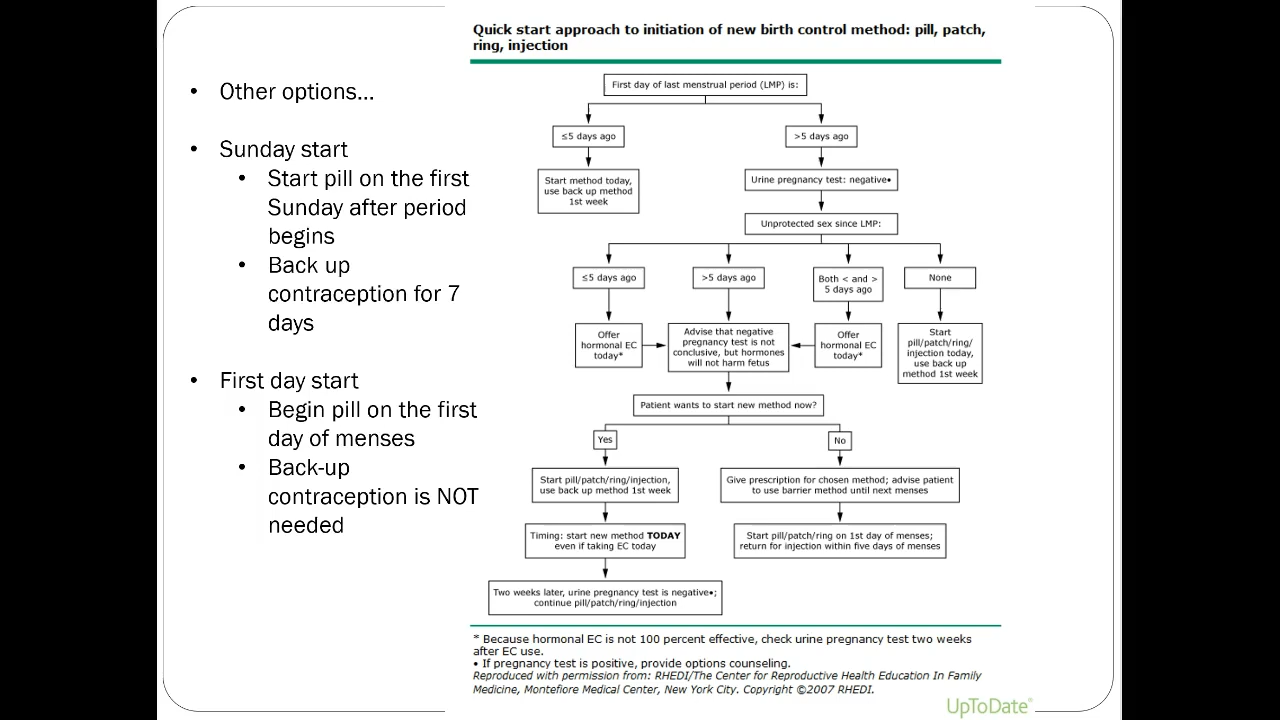 • Other options...
• Sunday start
• Start pill on the first
Sunday after period
begins
• Back up
contraception for 7
days
• First day start
• Begin pill on the first
day of menses
• Back-up
contraception is NOT
needed
Quick start approach to initiation of new birth control method: pill, patch,
ring, injection
First day of last menstrual period (LMP) is:
≤5 days ago
>5 days ago
Start method today,
use back up method
1st week
Urine pregnancy test: negative•
Unprotected sex since LMP:
≤5 days ago
>5 days ago
Both < and >
5 days ago
None
Offer
hormonal EC
today*
Advise that negative
pregnancy test is not
conclusive, but hormones
will not harm fetus
Offer
hormonal EC
today*
Start
pill/patch/ring/
injection today,
use back up
method 1st week
Patient wants to start new method now?
Yes
No
Start pill/patch/ring/injection,
use back up method 1st week
Give prescription for chosen method; advise patient
to use barrier method until next menses
Timing: start new method TODAY
even if taking EC today
Start pill/patch/ring on 1st day of menses;
return for injection within five days of menses
Two weeks later, urine pregnancy test is negative•;
continue pill/patch/ring/injection
* Because hormonal EC is not 100 percent effective, check urine pregnancy test two weeks
after EC use.
• If pregnancy test is positive, provide options counseling.
Reproduced with permission from: RHEDI/The Center for Reproductive Health Education In Family
Medicine, Montefiore Medical Center, New York City. Copyright ©2007 RHEDI.
UpToDate®